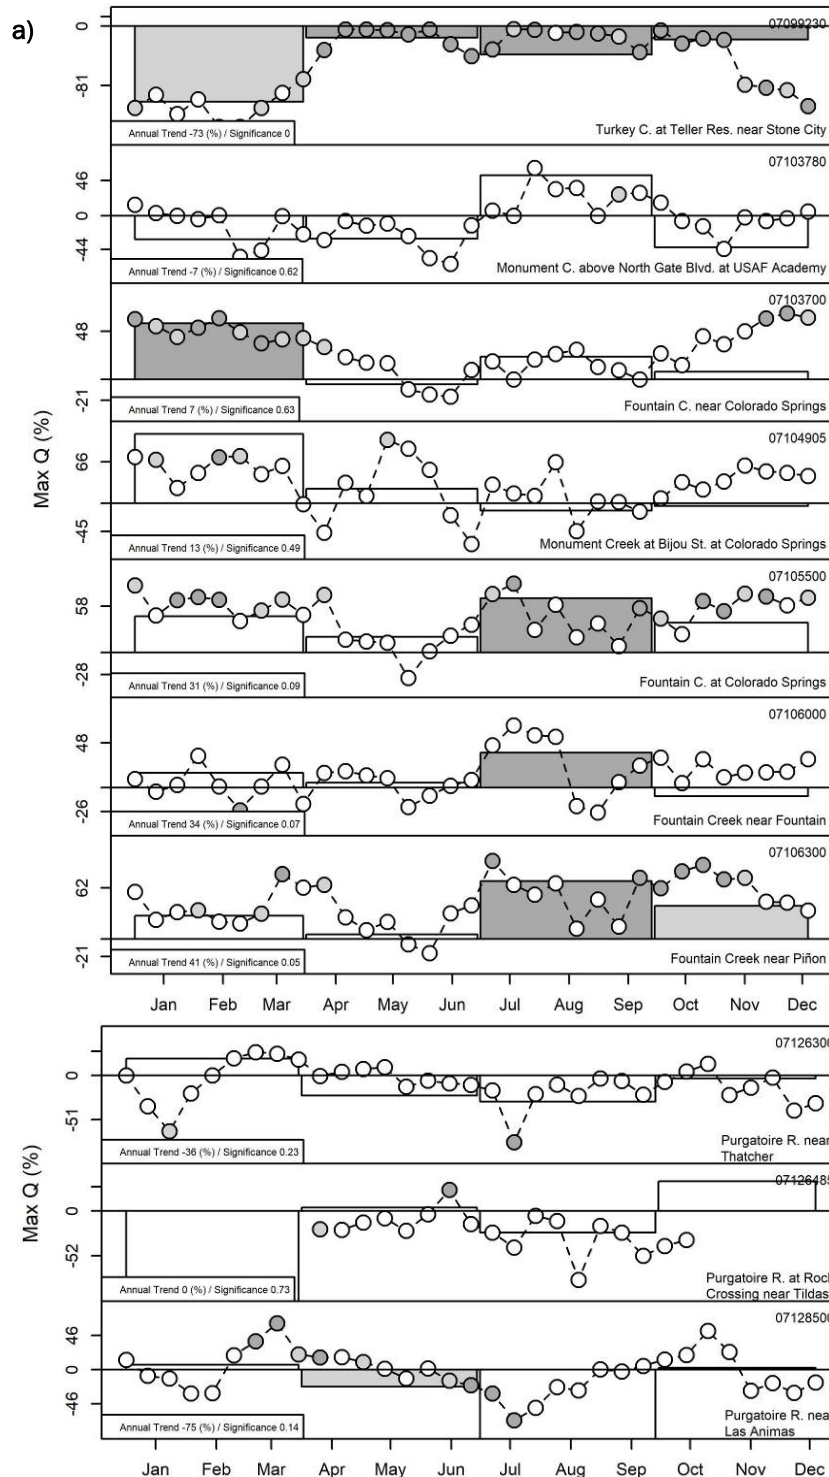 a)
Max Q (%)
07099230
0
-81
Annual Trend -73 (%) / Significance 0
Turkey C. at Teller Res. near Stone City
07103780
46
0
-44
Annual Trend -7 (%) / Significance 0.62
Monument C. above North Gate Blvd. at USAF Academy
07103700
48
-21
Annual Trend 7 (%) / Significance 0.63
Fountain C. near Colorado Springs
07104905
66
-45
Annual Trend 13 (%) / Significance 0.49
Monument Creek at Bijou St. at Colorado Springs
07105500
58
-28
Annual Trend 31 (%) / Significance 0.09
Fountain C. at Colorado Springs
07106000
48
-26
Annual Trend 34 (%) / Significance 0.07
Fountain Creek near Fountain
07106300
62
-21
Annual Trend 41 (%) / Significance 0.05
Fountain Creek near Piñon
Jan Feb Mar Apr May Jun Jul Aug Sep Oct Nov Dec
Max Q (%)
07126300
0
-51
Annual Trend -36 (%) / Significance 0.23
Purgatoire R. near
Thatcher
07126485
0
-52
Annual Trend 0 (%) / Significance 0.73
Purgatoire R. at Rock
Crossing near Tildas
07128500
46
0
-46
Annual Trend -75 (%) / Significance 0.14
Purgatoire R. near
Las Animas
Jan Feb Mar Apr May Jun Jul Aug Sep Oct Nov Dec